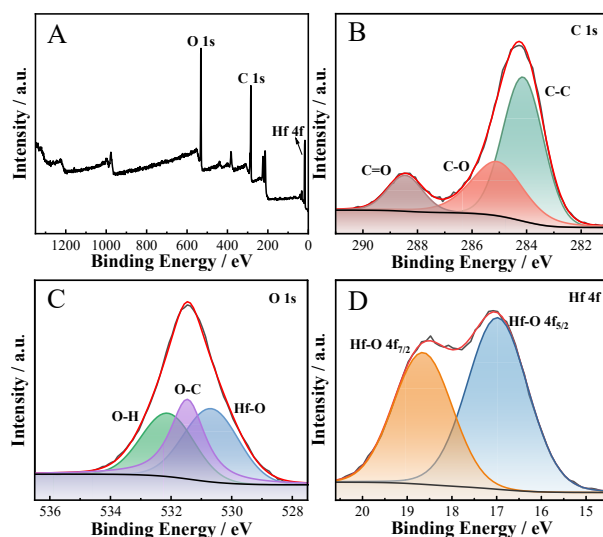 A
O 1s
C 1s
Hf 4f
Intensity / a.u.
1200 1000 800 600 400 200 0
Binding Energy / eV
B
C 1s
C-C
C-O
C=O
Intensity / a.u.
290 288 286 284 282
Binding Energy / eV
C
O 1s
O-C
O-H
Hf-O
Intensity / a.u.
536 534 532 530 528
Binding Energy / eV
D
Hf 4f
Hf-O 4f5/2
Hf-O 4f7/2
Intensity / a.u.
20 19 18 17 16 15
Binding Energy / eV